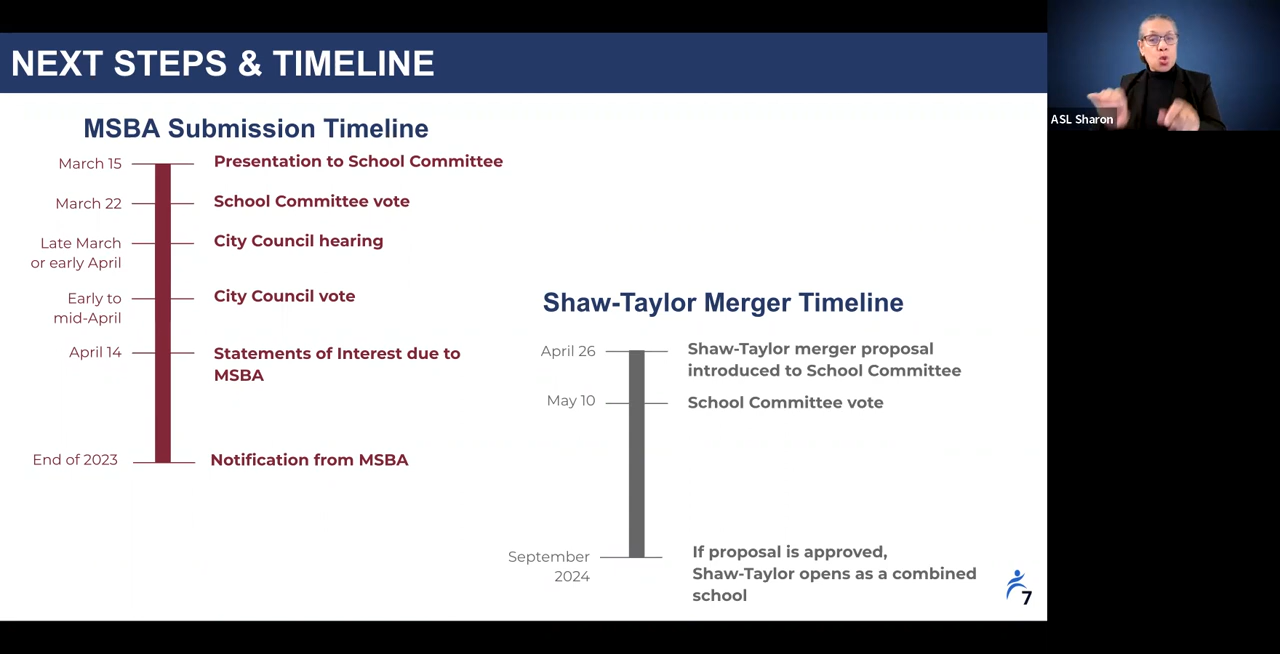 NEXT STEPS & TIMELINE
MSBA Submission Timeline
March 15
Presentation to School Committee
March 22
School Committee vote
Late March
or early April
City Council hearing
Early to
mid-April
City Council vote
April 14
Statements of Interest due to
MSBA
End of 2023
Notification from MSBA
Shaw-Taylor Merger Timeline
April 26
Shaw-Taylor merger proposal
introduced to School Committee
May 10
School Committee vote
September
2024
If proposal is approved,
Shaw-Taylor opens as a combined
school
7
ASL Sharon